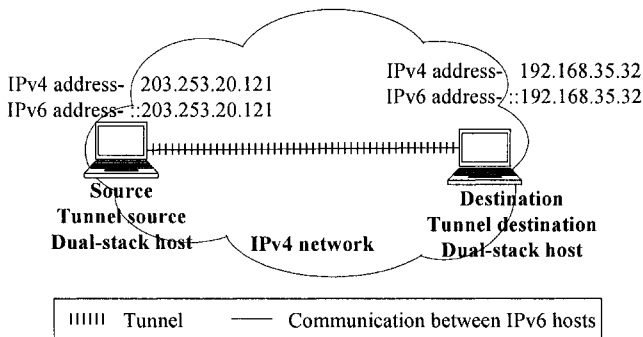 IPv4 address- 203.253.20.121
IPv6 address- ::203.253.20.121
IPv4 address- 192.168.35.32
IPv6 address- ::192.168.35.32
Source
Tunnel source
Dual-stack host
Destination
Tunnel destination
Dual-stack host
IPv4 network
Tunnel
Communication between IPv6 hosts